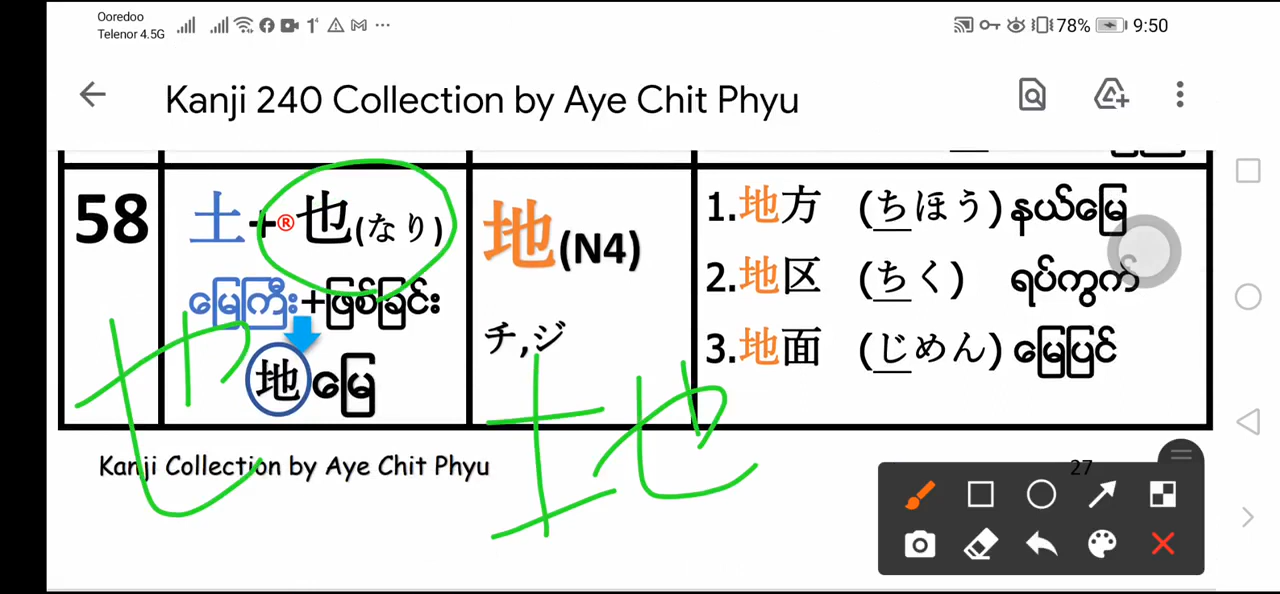 Ooredoo
Telenor 4.5G
78% 9:50
Kanji 240 Collection by Aye Chit Phyu
58
土+®也(なり)
မြေကြီး+ဖြစ်ခြင်း
地 မြေ
地(N4)
チ,ジ
1.地方 (ちほう) နယ်မြေ
2.地区 (ちく) ရပ်ကွက်
3.地面 (じめん) မြေပြင်
也
土也
Kanji Collection by Aye Chit Phyu
27